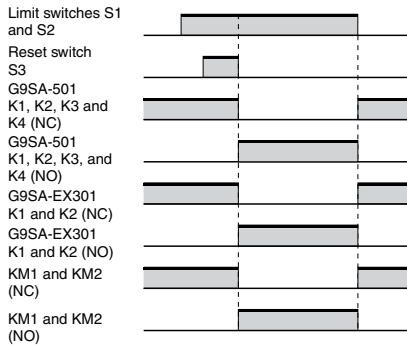 Limit switches S1
and S2
Reset switch
S3
G9SA-501
K1, K2, K3 and
K4 (NC)
G9SA-501
K1, K2, K3, and
K4 (NO)
G9SA-EX301
K1 and K2 (NC)
G9SA-EX301
K1 and K2 (NO)
KM1 and KM2
(NC)
KM1 and KM2
(NO)